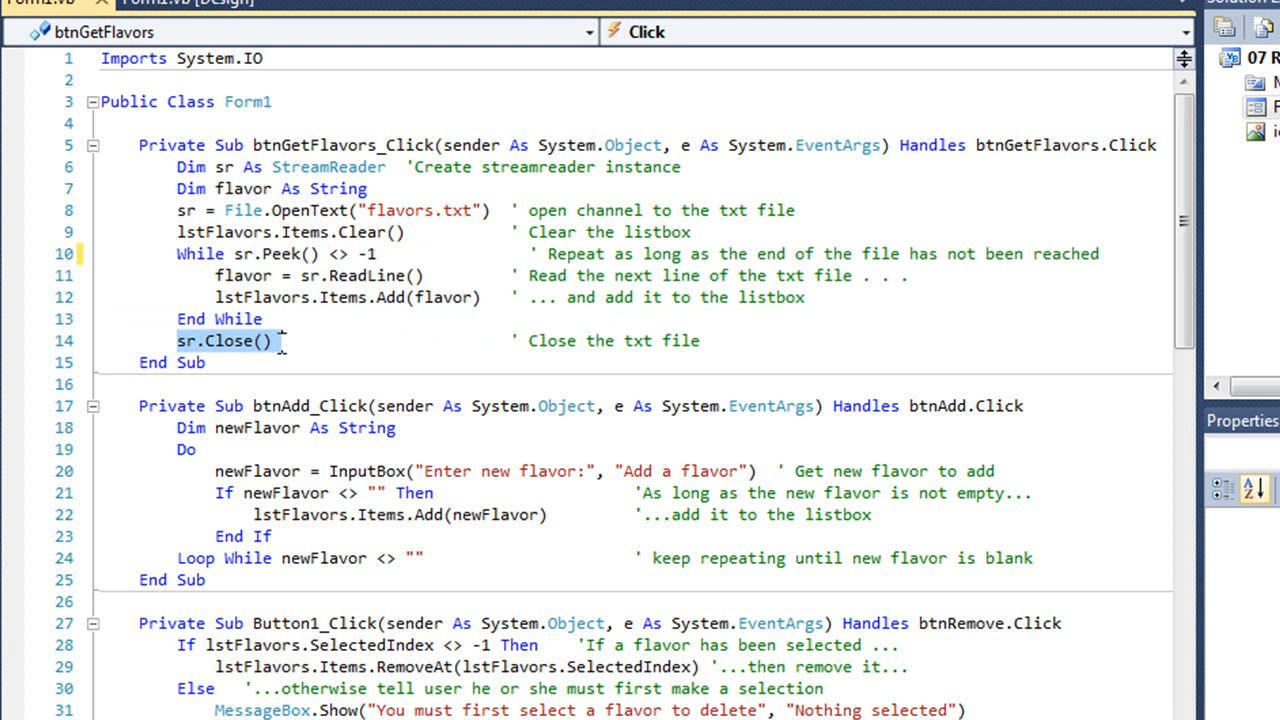 Form1.vb Form1.vb [Design] Solution E
btnGetFlavors Click
07 R
1 Imports System.IO
2
3 Public Class Form1
4
5 Private Sub btnGetFlavors_Click(sender As System.Object, e As System.EventArgs) Handles btnGetFlavors.Click
6 Dim sr As StreamReader 'Create streamreader instance
7 Dim flavor As String
8 sr = File.OpenText("flavors.txt") ' open channel to the txt file
9 lstFlavors.Items.Clear() ' Clear the listbox
10 While sr.Peek() <> -1 ' Repeat as long as the end of the file has not been reached
11 flavor = sr.ReadLine() ' Read the next line of the txt file . . .
12 lstFlavors.Items.Add(flavor) ' ... and add it to the listbox
13 End While
14 sr.Close() ' Close the txt file
15 End Sub
16
17 Private Sub btnAdd_Click(sender As System.Object, e As System.EventArgs) Handles btnAdd.Click
Properties
18 Dim newFlavor As String
19 Do
20 newFlavor = InputBox("Enter new flavor:", "Add a flavor") ' Get new flavor to add
21 If newFlavor <> "" Then 'As long as the new flavor is not empty...
22 lstFlavors.Items.Add(newFlavor) '...add it to the listbox
23 End If
24 Loop While newFlavor <> "" ' keep repeating until new flavor is blank
25 End Sub
26
27 Private Sub Button1_Click(sender As System.Object, e As System.EventArgs) Handles btnRemove.Click
28 If lstFlavors.SelectedIndex <> -1 Then 'If a flavor has been selected ...
29 lstFlavors.Items.RemoveAt(lstFlavors.SelectedIndex) '...then remove it...
30 Else '...otherwise tell user he or she must first make a selection
31 MessageBox.Show("You must first select a flavor to delete", "Nothing selected")